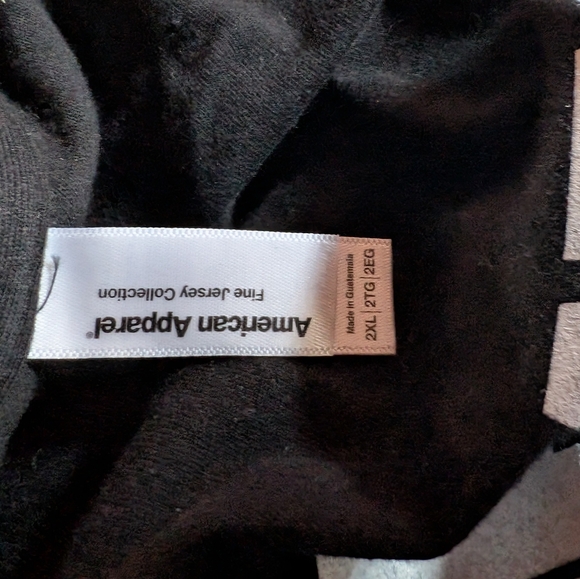 American Apparel®
Fine Jersey Collection
Made in Guatemala
2XL | 2TG | 2EG